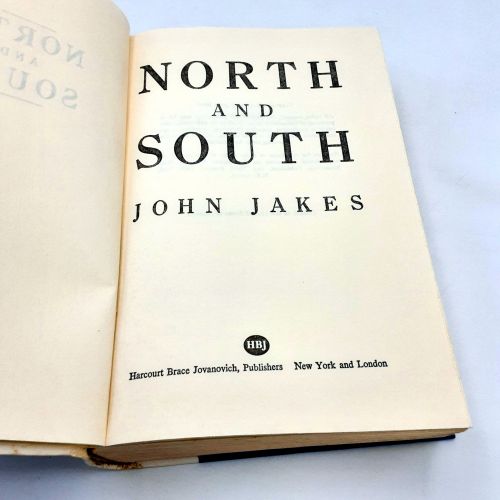 NORTH
AND
SOUTH
JOHN JAKES
HBJ
Harcourt Brace Jovanovich, Publishers New York and London